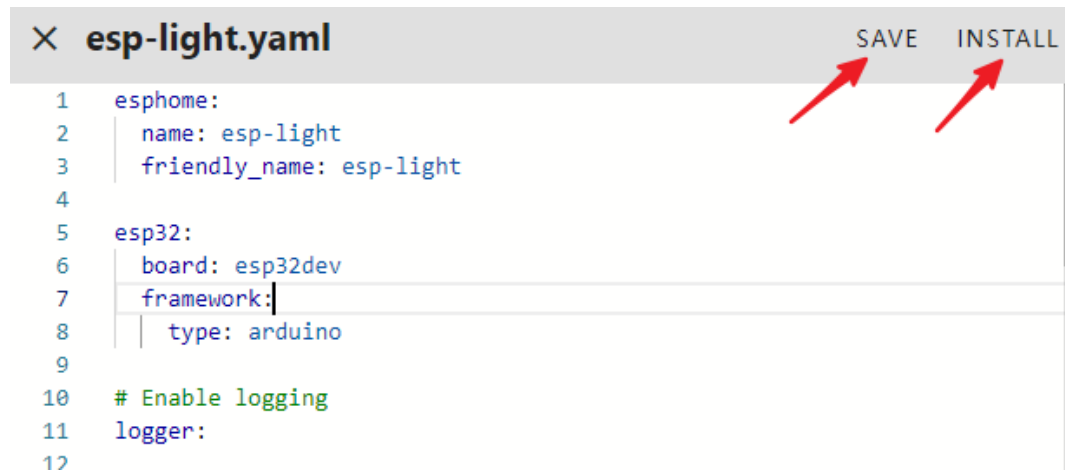 × esp-light.yaml SAVE INSTALL
1 esphome:
2 name: esp-light
3 friendly_name: esp-light
4
5 esp32:
6 board: esp32dev
7 framework:
8 type: arduino
9
10 # Enable logging
11 logger:
12